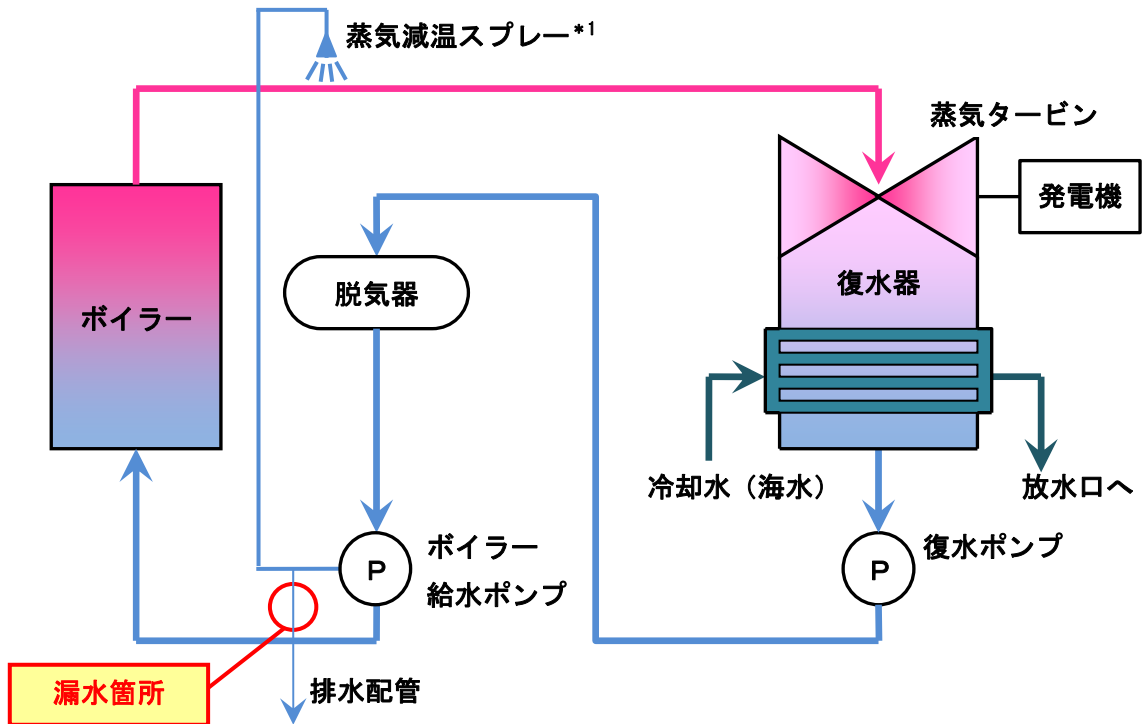 蒸気減温スプレー*1
蒸気タービン
発電機
復水器
脱気器
ボイラー
冷却水（海水）
放水口へ
ボイラー
給水ポンプ
P
復水ポンプ
P
漏水箇所
排水配管